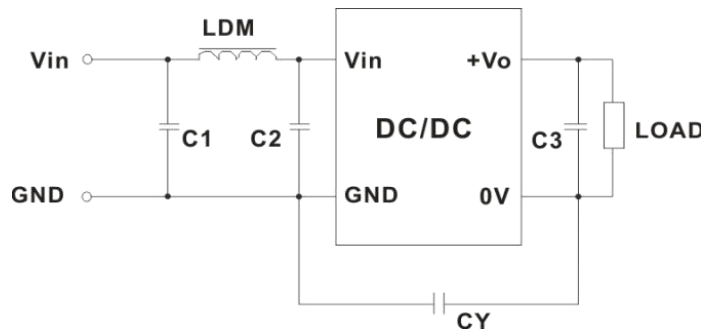 LDM
Vin
Vin
+Vo
C1
C2
DC/DC
C3
LOAD
GND
GND
0V
CY